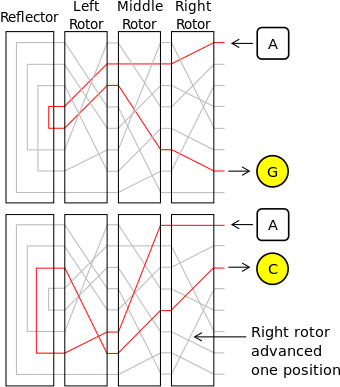 Reflector
Left
Rotor
Middle
Rotor
Right
Rotor
A
G
A
C
Right rotor
advanced
one position